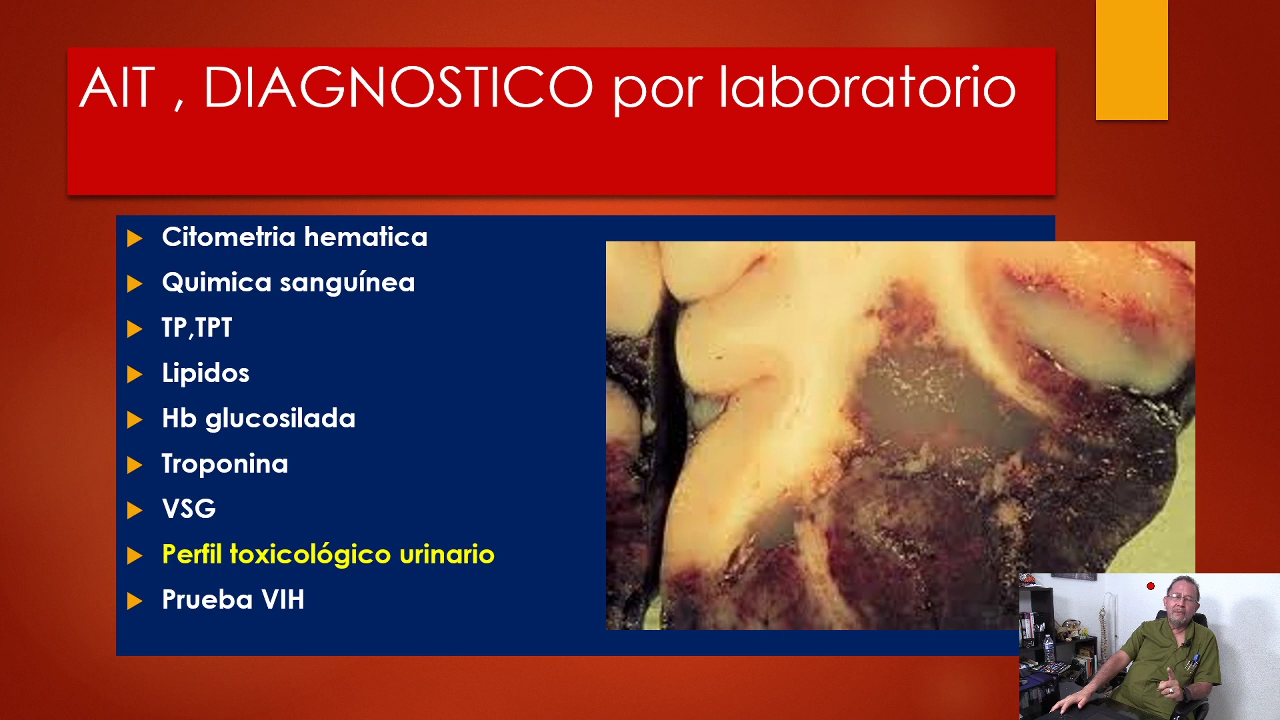 AIT , DIAGNOSTICO por laboratorio
Citometria hematica
Quimica sanguínea
TP,TPT
Lipidos
Hb glucosilada
Troponina
VSG
Perfil toxicológico urinario
Prueba VIH